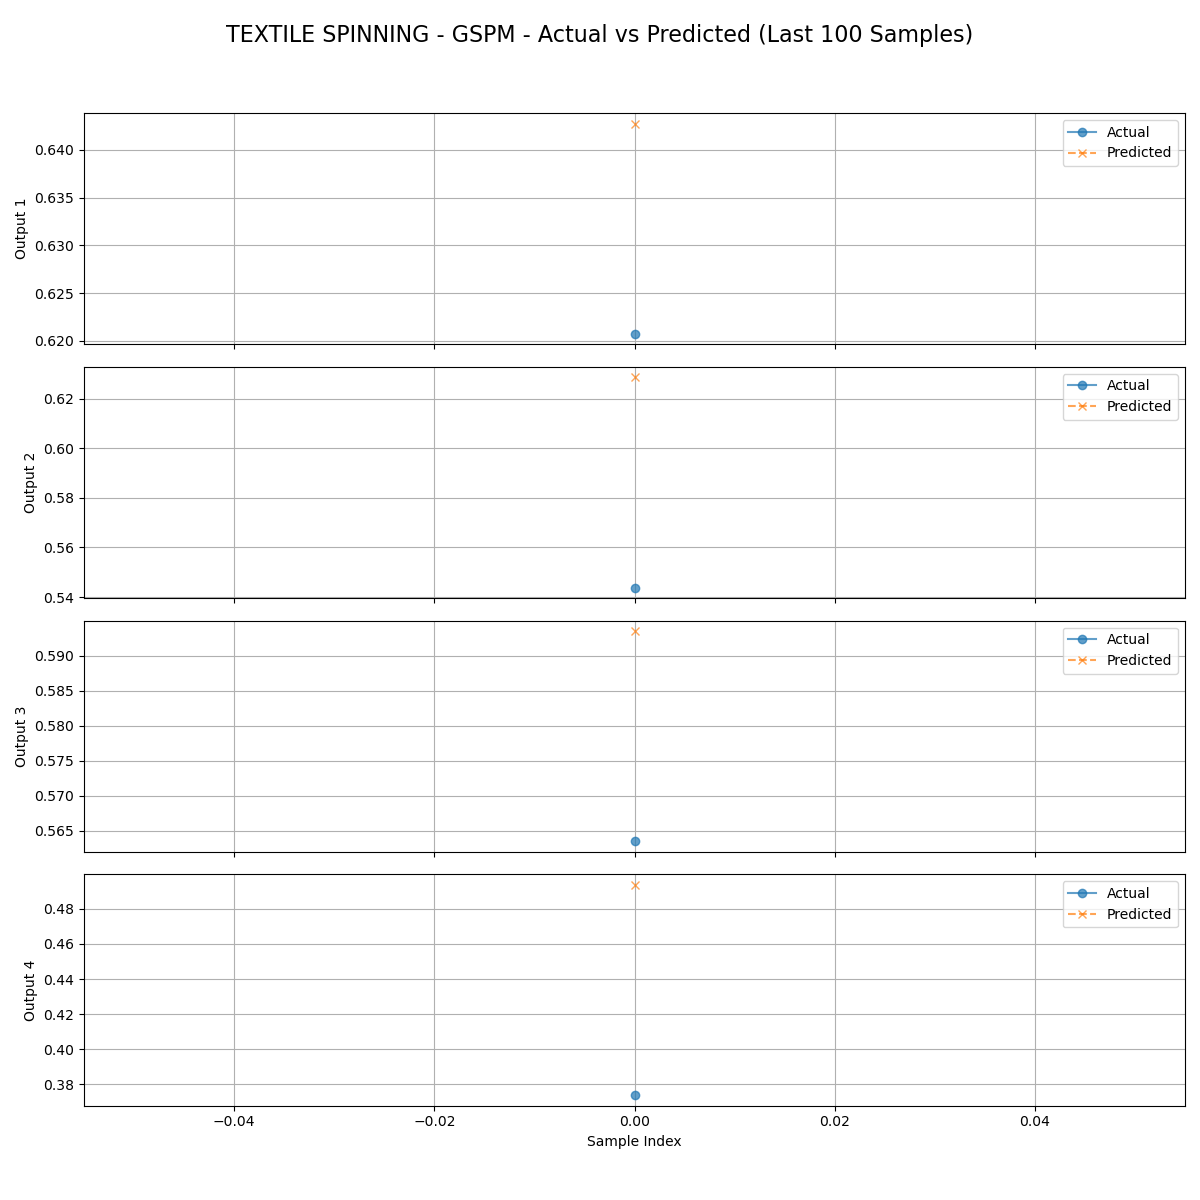 TEXTILE SPINNING - GSPM - Actual vs Predicted (Last 100 Samples)
Output 1
0.640
0.635
0.630
0.625
0.620
Actual
Predicted
Output 2
0.62
0.60
0.58
0.56
0.54
Actual
Predicted
Output 3
0.590
0.585
0.580
0.575
0.570
0.565
Actual
Predicted
Output 4
0.48
0.46
0.44
0.42
0.40
0.38
Actual
Predicted
−0.04 −0.02 0.00 0.02 0.04
Sample Index